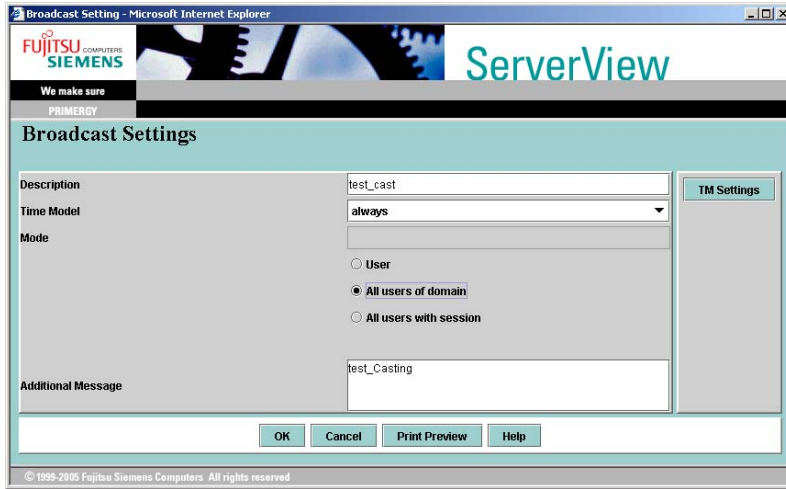 Broadcast Setting - Microsoft Internet Explorer
FUJITSU COMPUTERS
SIEMENS
ServerView
We make sure
PRIMERGY
Broadcast Settings
Description test_cast
TM Settings
Time Model always
Mode
User
All users of domain
All users with session
Additional Message test_Casting
OK Cancel Print Preview Help
© 1999-2005 Fujitsu Siemens Computers All rights reserved